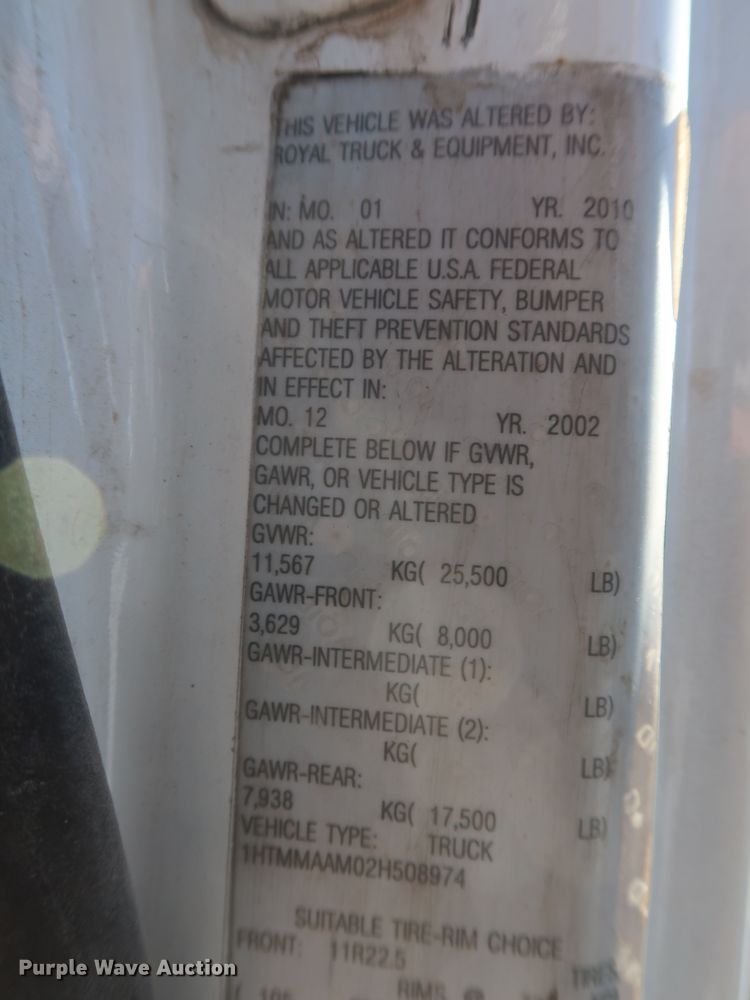 THIS VEHICLE WAS ALTERED BY:
ROYAL TRUCK & EQUIPMENT, INC.
IN: MO. 01 YR. 2010
AND AS ALTERED IT CONFORMS TO
ALL APPLICABLE U.S.A. FEDERAL
MOTOR VEHICLE SAFETY, BUMPER
AND THEFT PREVENTION STANDARDS
AFFECTED BY THE ALTERATION AND
IN EFFECT IN:
MO. 12 YR. 2002
COMPLETE BELOW IF GVWR,
GAWR, OR VEHICLE TYPE IS
CHANGED OR ALTERED
GVWR:
11,567 KG( 25,500 LB)
GAWR-FRONT:
3,629 KG( 8,000 LB)
GAWR-INTERMEDIATE (1):
KG( LB)
GAWR-INTERMEDIATE (2):
KG( LB)
GAWR-REAR:
7,938 KG( 17,500 LB)
VEHICLE TYPE: TRUCK
1HTMMAAM02H508974
SUITABLE TIRE-RIM CHOICE
FRONT: 11R22.5 TIRES
RIMS @
Purple Wave Auction